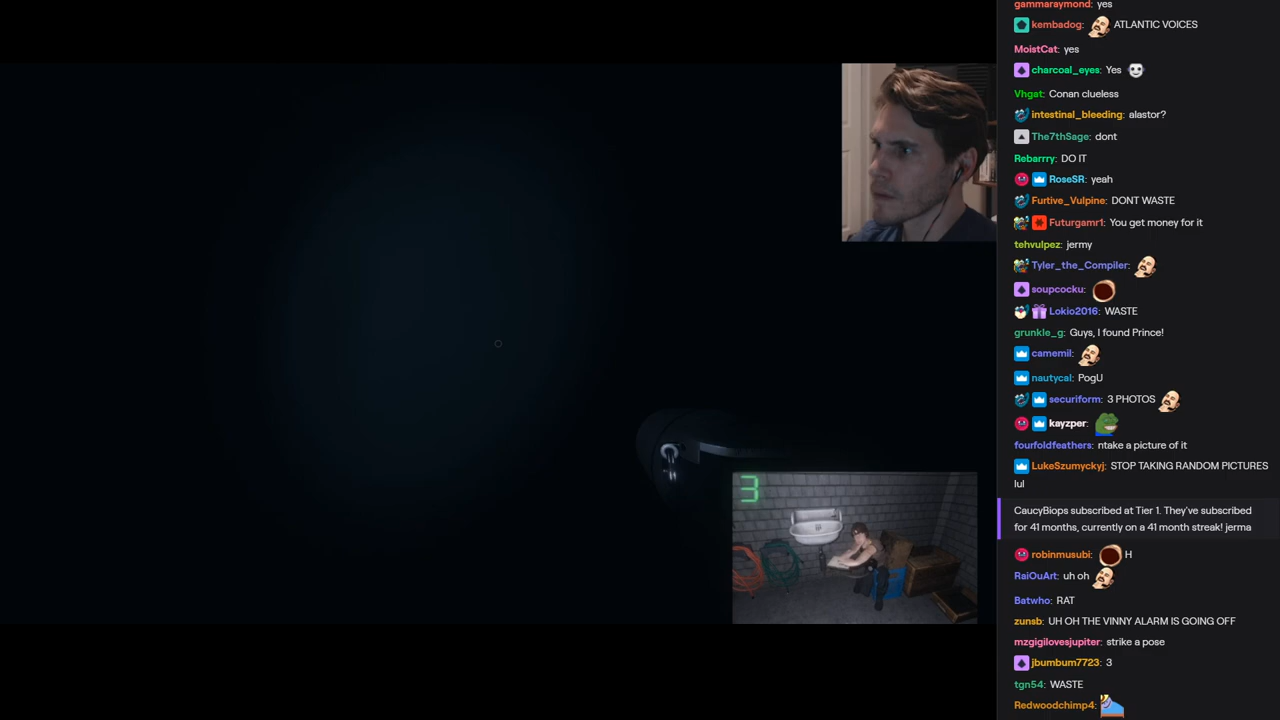 gammaraymond: yes
kembadog: ATLANTIC VOICES
MoistCat: yes
charcoal_eyes: Yes
Vhgat: Conan clueless
intestinal_bleeding: alastor?
The7thSage: dont
Rebarrry: DO IT
RoseSR: yeah
Furtive_Vulpine: DONT WASTE
Futurgamr1: You get money for it
tehvulpez: jermy
Tyler_the_Compiler:
soupcocku:
Lokio2016: WASTE
grunkle_g: Guys, I found Prince!
camemil:
nautycal: PogU
securiform: 3 PHOTOS
kayzper:
fourfoldfeathers: ntake a picture of it
LukeSzumyckyj: STOP TAKING RANDOM PICTURES
lul
3
CaucyBiops subscribed at Tier 1. They've subscribed
for 41 months, currently on a 41 month streak! jerma
robinmusubi: H
RaiOuArt: uh oh
Batwho: RAT
zunsb: UH OH THE VINNY ALARM IS GOING OFF
mzgigilovesjupiter: strike a pose
jbumbum7723: 3
tgn54: WASTE
Redwoodchimp4: